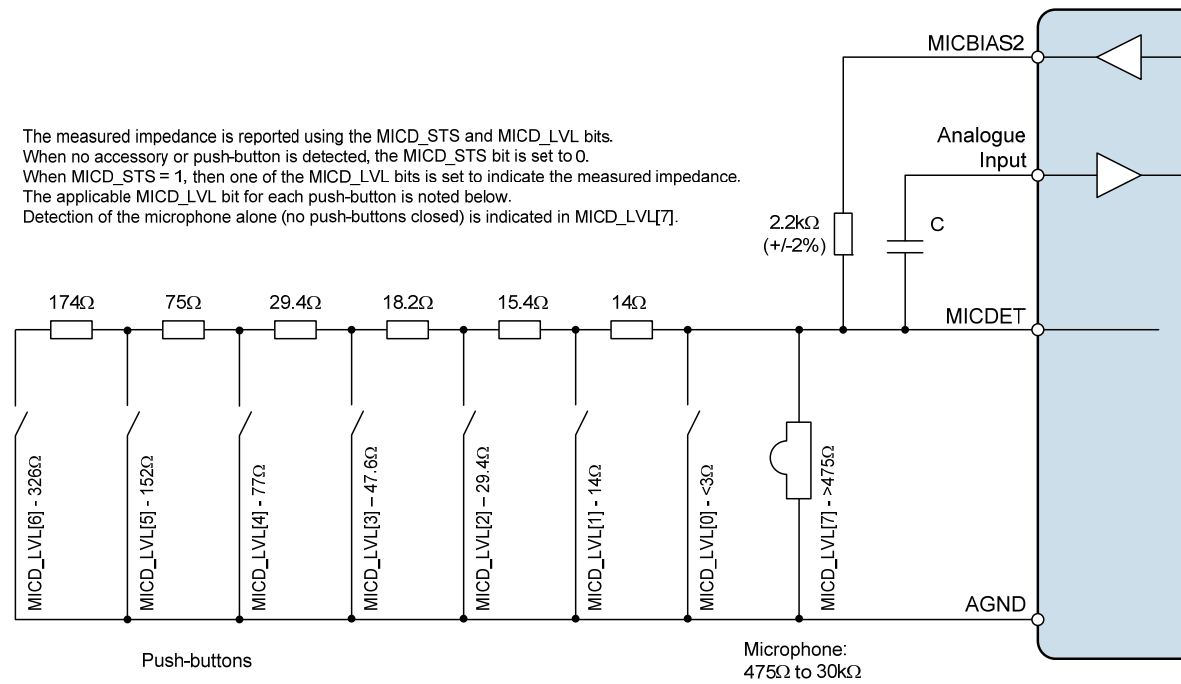 MICBIAS2
The measured impedance is reported using the MICD_STS and MICD_LVL bits.
When no accessory or push-button is detected, the MICD_STS bit is set to 0.
When MICD_STS = 1, then one of the MICD_LVL bits is set to indicate the measured impedance.
The applicable MICD_LVL bit for each push-button is noted below.
Detection of the microphone alone (no push-buttons closed) is indicated in MICD_LVL[7].
Analogue
Input
2.2kΩ
(+/-2%)
C
174Ω
75Ω
29.4Ω
18.2Ω
15.4Ω
14Ω
MICDET
MICD_LVL[6] - 326Ω
MICD_LVL[5] - 152Ω
MICD_LVL[4] - 77Ω
MICD_LVL[3] – 47.6Ω
MICD_LVL[2] – 29.4Ω
MICD_LVL[1] - 14Ω
MICD_LVL[0] - <3Ω
MICD_LVL[7] - >475Ω
AGND
Push-buttons
Microphone:
475Ω to 30kΩ